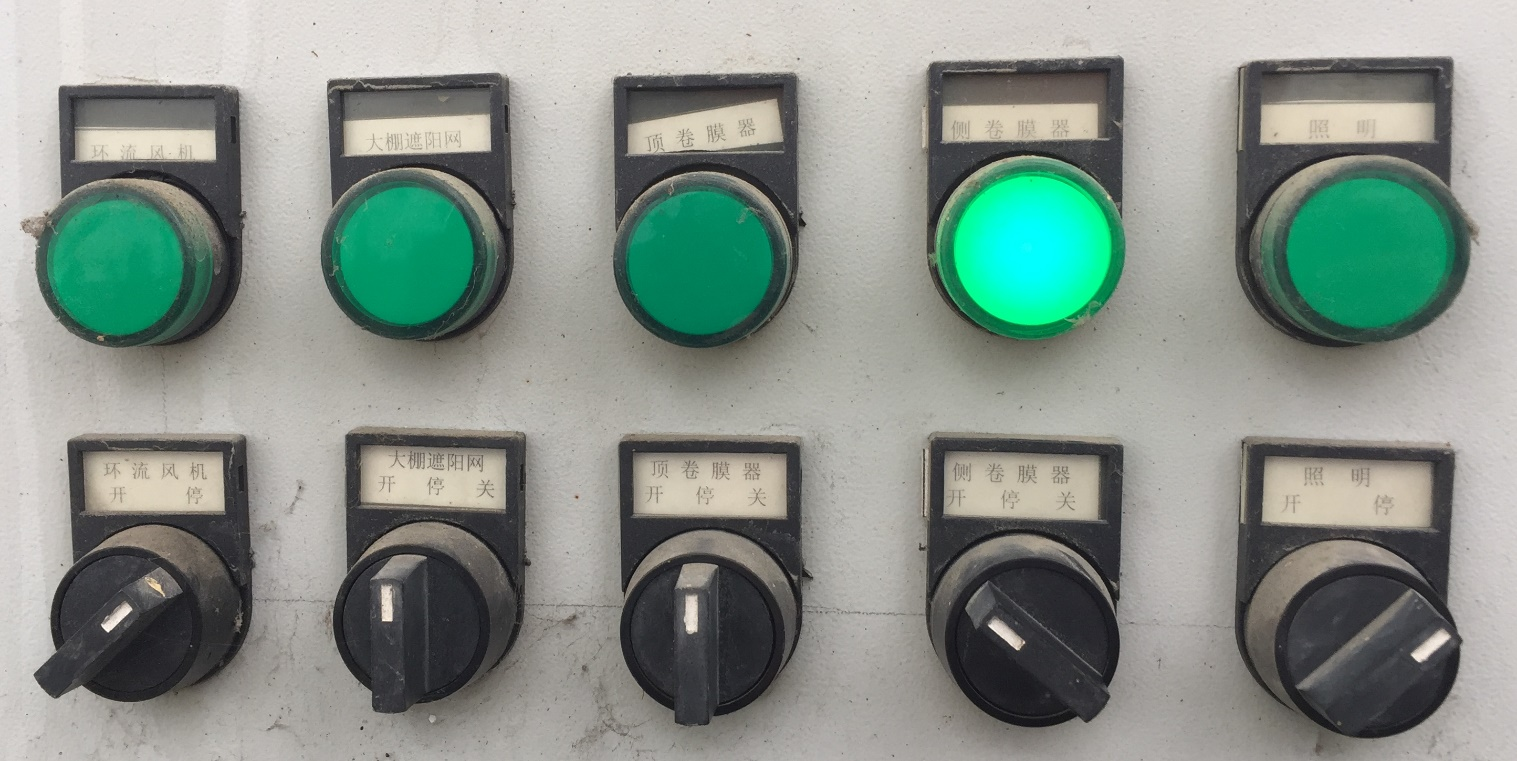 环流风机
大棚遮阳网
顶卷膜器
侧卷膜器
照明
环流风机
开 停
大棚遮阳网
开 停 关
顶卷膜器
开 停 关
侧卷膜器
开 停 关
照明
开 停